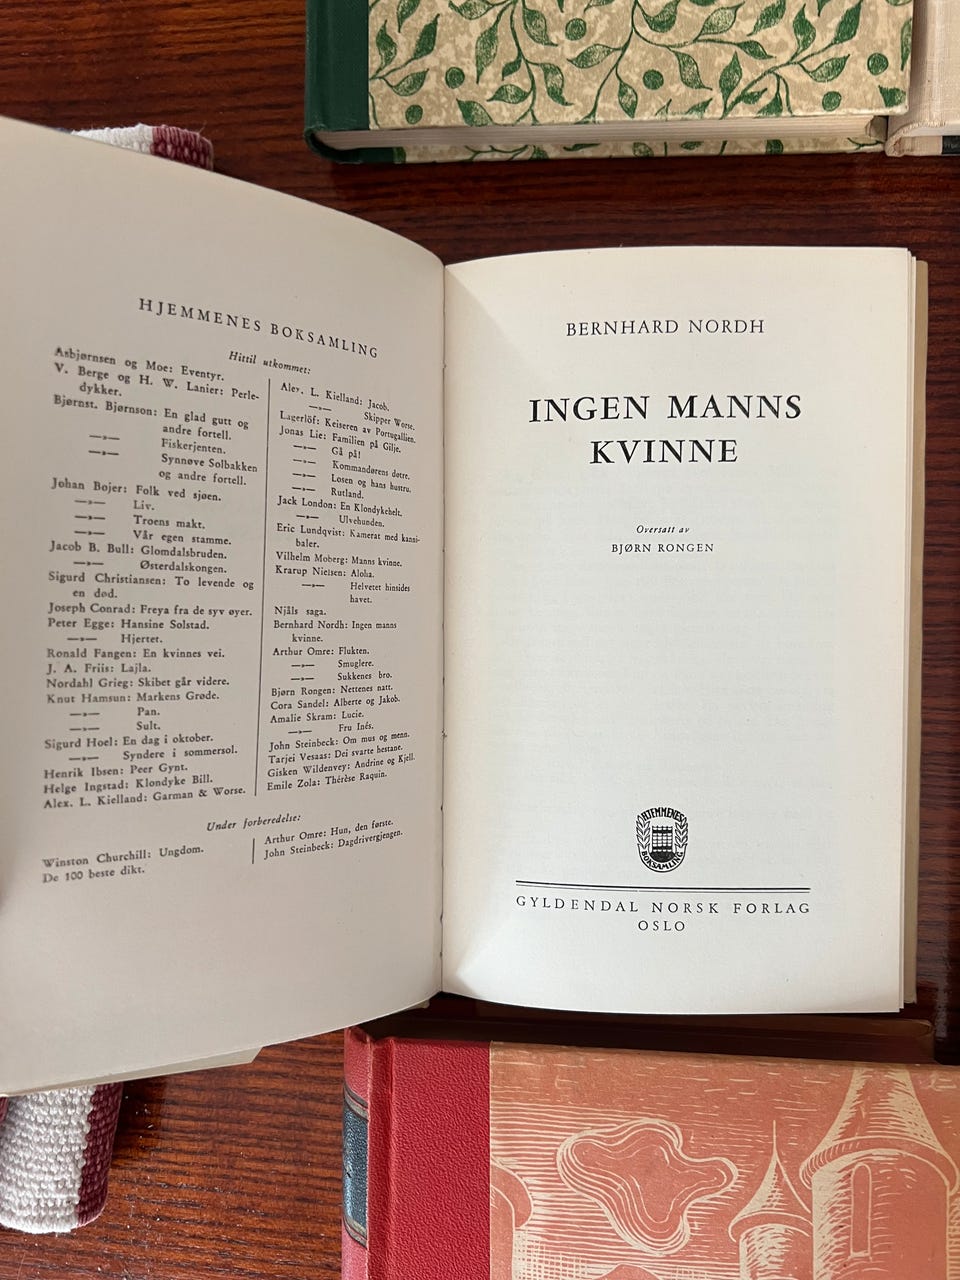 HJEMMENES BOKSAMLING
Hittil utkommet:
Asbjørnsen og Moe: Eventyr.
V. Berge og H. W. Lanier: Perle-
dykker.
Bjørnst. Bjørnson: En glad gutt og
andre fortell.
—»— Fiskerjenten.
—»— Synnøve Solbakken
og andre fortell.
Johan Bojer: Folk ved sjøen.
—»— Liv.
—»— Troens makt.
—»— Vår egen stamme.
Jacob B. Bull: Glomdalsbruden.
—»— Østerdalskongen.
Sigurd Christiansen: To levende og
en død.
Joseph Conrad: Freya fra de syv øyer.
Peter Egge: Hansine Solstad.
—»— Hjertet.
Ronald Fangen: En kvinnes vei.
J. A. Friis: Lajla.
Nordahl Grieg: Skibet går videre.
Knut Hamsun: Markens Grøde.
—»— Pan.
—»— Sult.
Sigurd Hoel: En dag i oktober.
—»— Syndere i sommersol.
Henrik Ibsen: Peer Gynt.
Helge Ingstad: Klondyke Bill.
Alex. L. Kielland: Garman & Worse.
Alex. L. Kielland: Jacob.
—»— Skipper Worse.
Lagerlöf: Keiseren av Portugallien.
Jonas Lie: Familien på Gilje.
—»— Gå på!
—»— Kommandørens døtre.
—»— Losen og hans hustru.
—»— Rutland.
Jack London: En Klondykehelt.
—»— Ulvehunden.
Eric Lundqvist: Kamerat med kanni-
baler.
Vilhelm Moberg: Manns kvinne.
Krarup Nielsen: Aloha.
—»— Helvetet hinsides
havet.
Njåls saga.
Bernhard Nordh: Ingen manns
kvinne.
Arthur Omre: Flukten.
—»— Smuglere.
—»— Sukkenes bro.
Bjørn Rongen: Nettenes natt.
Cora Sandel: Alberte og Jakob.
Amalie Skram: Lucie.
—»— Fru Inés.
John Steinbeck: Om mus og menn.
Tarjei Vesaas: Dei svarte hestane.
Gisken Wildenvey: Andrine og Kjell.
Emile Zola: Thérèse Raquin.
Under forberedelse:
Winston Churchill: Ungdom.
De 100 beste dikt.
Arthur Omre: Hun, den første.
John Steinbeck: Dagdrivergjengen.
BERNHARD NORDH
INGEN MANNS
KVINNE
Oversatt av
BJØRN RONGEN
HJEMMENES
BOKSAMLING
GYLDENDAL NORSK FORLAG
OSLO